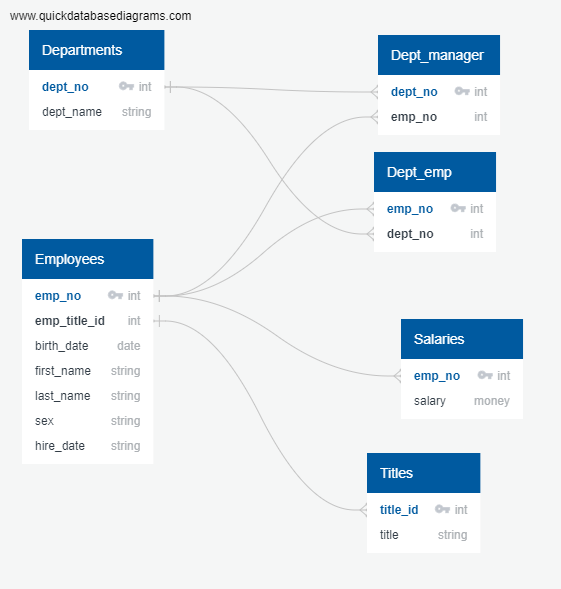 www.quickdatabasediagrams.com
Departments
dept_no int
dept_name string
Dept_manager
dept_no int
emp_no int
Dept_emp
emp_no int
dept_no int
Employees
emp_no int
emp_title_id int
birth_date date
first_name string
last_name string
sex string
hire_date string
Salaries
emp_no int
salary money
Titles
title_id int
title string